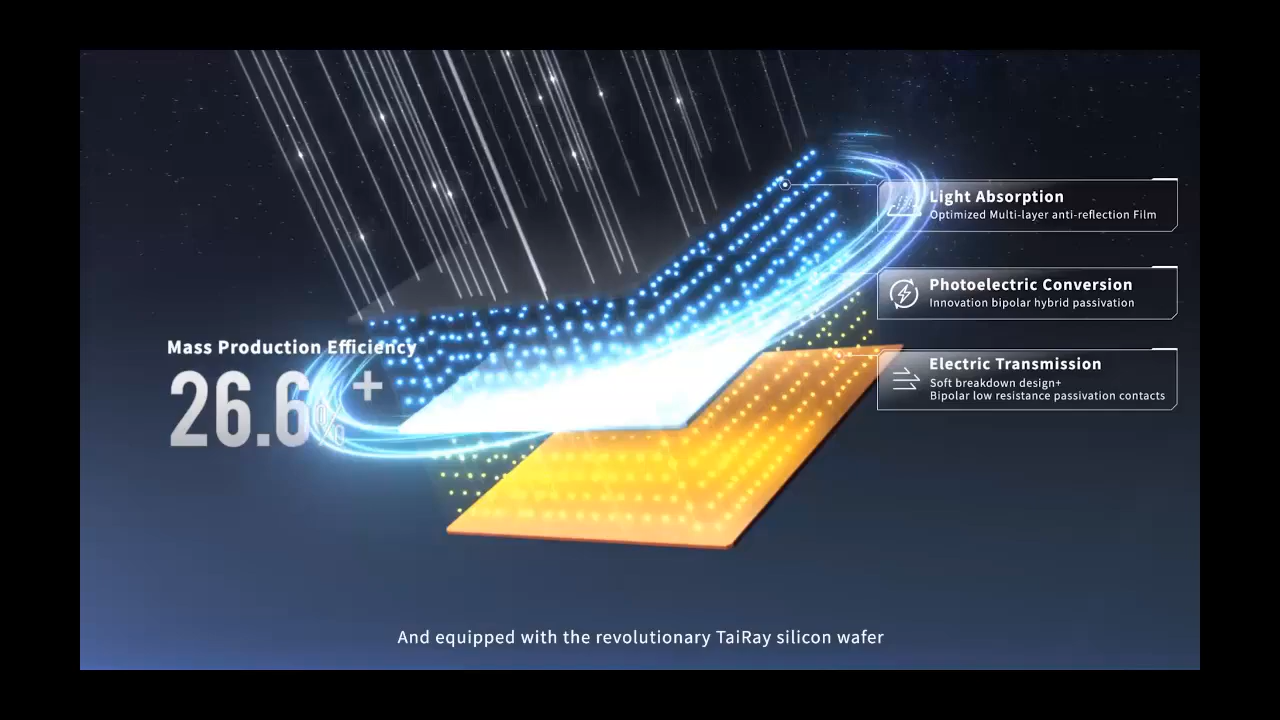 Light Absorption
Optimized Multi-layer anti-reflection Film
Photoelectric Conversion
Innovation bipolar hybrid passivation
Mass Production Efficiency
26.6%+
Electric Transmission
Soft breakdown design+
Bipolar low resistance passivation contacts
And equipped with the revolutionary TaiRay silicon wafer